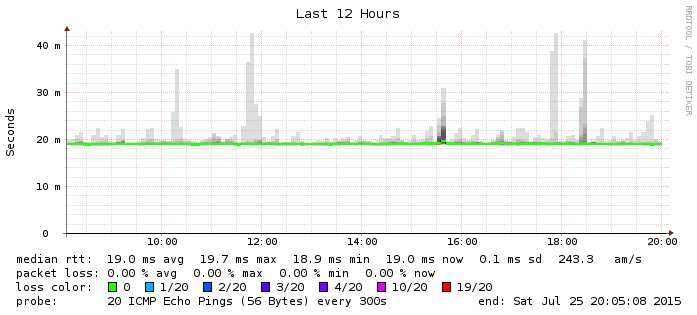 Last 12 Hours
RRDTOOL / TOBI OETIKER
Seconds
40 m
30 m
20 m
10 m
0
10:00 12:00 14:00 16:00 18:00 20:00
median rtt: 19.0 ms avg 19.7 ms max 18.9 ms min 19.0 ms now 0.1 ms sd 243.3 am/s
packet loss: 0.00 % avg 0.00 % max 0.00 % min 0.00 % now
loss color: 0 1/20 2/20 3/20 4/20 10/20 19/20
probe: 20 ICMP Echo Pings (56 Bytes) every 300s end: Sat Jul 25 20:05:08 2015